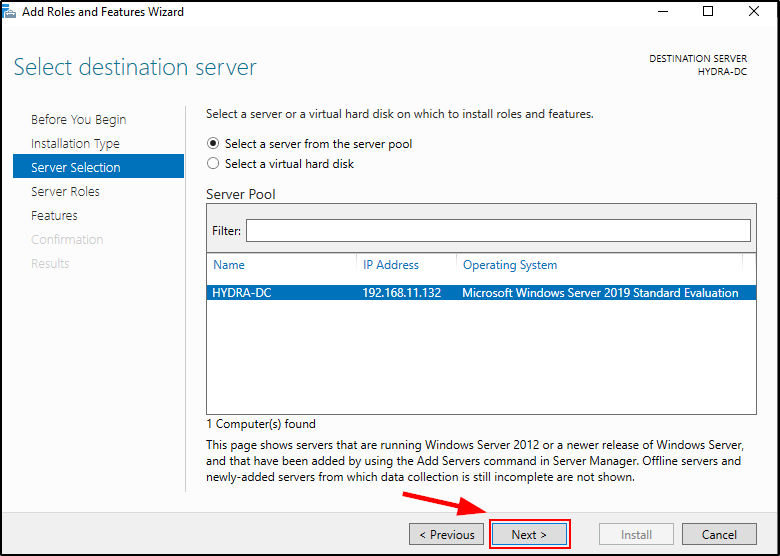 Add Roles and Features Wizard
Select destination server
DESTINATION SERVER
HYDRA-DC
Before You Begin
Installation Type
Server Selection
Server Roles
Features
Confirmation
Results
Select a server or a virtual hard disk on which to install roles and features.
Select a server from the server pool
Select a virtual hard disk
Server Pool
Filter:
Name IP Address Operating System
HYDRA-DC 192.168.11.132 Microsoft Windows Server 2019 Standard Evaluation
1 Computer(s) found
This page shows servers that are running Windows Server 2012 or a newer release of Windows Server,
and that have been added by using the Add Servers command in Server Manager. Offline servers and
newly-added servers from which data collection is still incomplete are not shown.
< Previous Next > Install Cancel